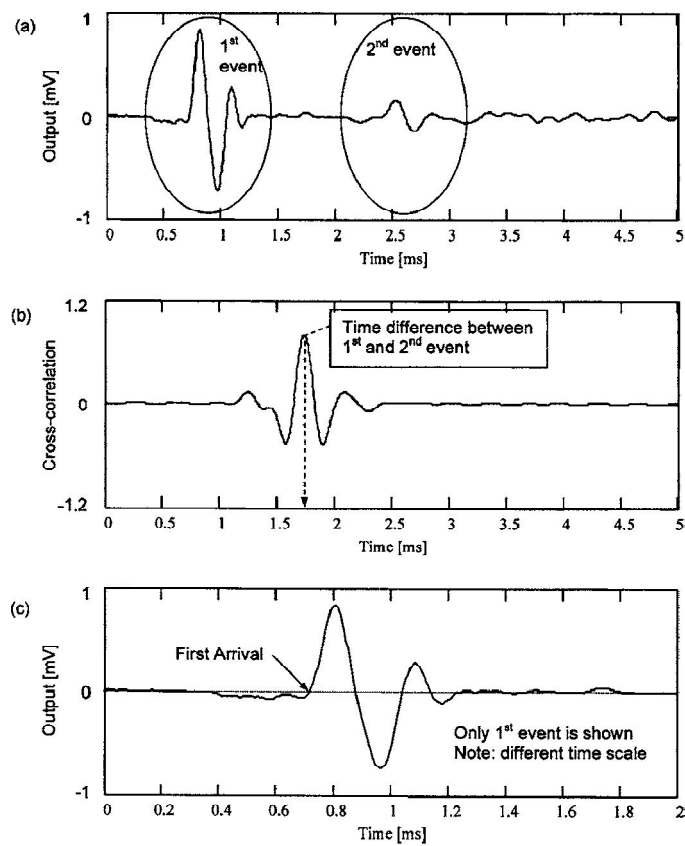 (a)
1
0
-1
Output [mV]
1st
event
2nd event
0 0.5 1 1.5 2 2.5 3 3.5 4 4.5 5
Time [ms]
(b)
1.2
0
-1.2
Cross-correlation
Time difference between
1st and 2nd event
0 0.5 1 1.5 2 2.5 3 3.5 4 4.5 5
Time [ms]
(c)
1
0
-1
Output [mV]
First Arrival
Only 1st event is shown
Note: different time scale
0 0.2 0.4 0.6 0.8 1 1.2 1.4 1.6 1.8 2
Time [ms]